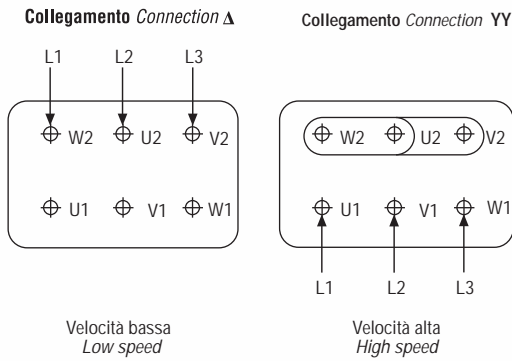 Collegamento Connection Δ
L1 L2 L3
W2 U2 V2
U1 V1 W1
Velocità bassa
Low speed
Collegamento Connection YY
W2 U2 V2
U1 V1 W1
L1 L2 L3
Velocità alta
High speed